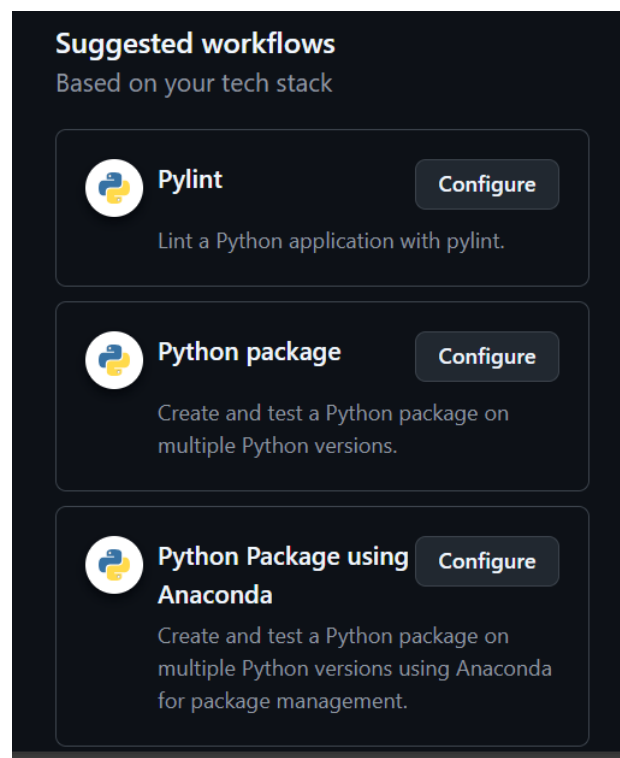 Suggested workflows
Based on your tech stack
Pylint
Configure
Lint a Python application with pylint.
Python package
Configure
Create and test a Python package on
multiple Python versions.
Python Package using
Anaconda
Configure
Create and test a Python package on
multiple Python versions using Anaconda
for package management.